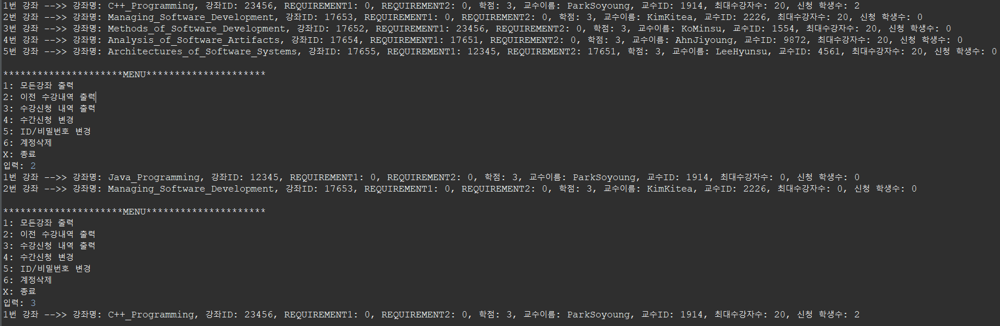 1번 강좌 -->> 강좌명: C++_Programming, 강좌ID: 23456, REQUIREMENT1: 0, REQUIREMENT2: 0, 학점: 3, 교수이름: ParkSoyoung, 교수ID: 1914, 최대수강자수: 20, 신청 학생수: 2
2번 강좌 -->> 강좌명: Managing_Software_Development, 강좌ID: 17653, REQUIREMENT1: 0, REQUIREMENT2: 0, 학점: 3, 교수이름: KimKitea, 교수ID: 2226, 최대수강자수: 20, 신청 학생수: 0
3번 강좌 -->> 강좌명: Methods_of_Software_Development, 강좌ID: 17652, REQUIREMENT1: 23456, REQUIREMENT2: 0, 학점: 3, 교수이름: KoMinsu, 교수ID: 1554, 최대수강자수: 20, 신청 학생수: 0
4번 강좌 -->> 강좌명: Analysis_of_Software_Artifacts, 강좌ID: 17654, REQUIREMENT1: 17651, REQUIREMENT2: 0, 학점: 3, 교수이름: AhnJiyoung, 교수ID: 9872, 최대수강자수: 20, 신청 학생수: 0
5번 강좌 -->> 강좌명: Architectures_of_Software_Systems, 강좌ID: 17655, REQUIREMENT1: 12345, REQUIREMENT2: 17651, 학점: 3, 교수이름: LeeHyunsu, 교수ID: 4561, 최대수강자수: 20, 신청 학생수: 0
*********************MENU*********************
1: 모든강좌 출력
2: 이전 수강내역 출력
3: 수강신청 내역 출력
4: 수간신청 변경
5: ID/비밀번호 변경
6: 계정삭제
X: 종료
입력: 2
1번 강좌 -->> 강좌명: Java_Programming, 강좌ID: 12345, REQUIREMENT1: 0, REQUIREMENT2: 0, 학점: 3, 교수이름: ParkSoyoung, 교수ID: 1914, 최대수강자수: 0, 신청 학생수: 0
2번 강좌 -->> 강좌명: Managing_Software_Development, 강좌ID: 17653, REQUIREMENT1: 0, REQUIREMENT2: 0, 학점: 3, 교수이름: KimKitea, 교수ID: 2226, 최대수강자수: 0, 신청 학생수: 0
*********************MENU*********************
1: 모든강좌 출력
2: 이전 수강내역 출력
3: 수강신청 내역 출력
4: 수간신청 변경
5: ID/비밀번호 변경
6: 계정삭제
X: 종료
입력: 3
1번 강좌 -->> 강좌명: C++_Programming, 강좌ID: 23456, REQUIREMENT1: 0, REQUIREMENT2: 0, 학점: 3, 교수이름: ParkSoyoung, 교수ID: 1914, 최대수강자수: 20, 신청 학생수: 2